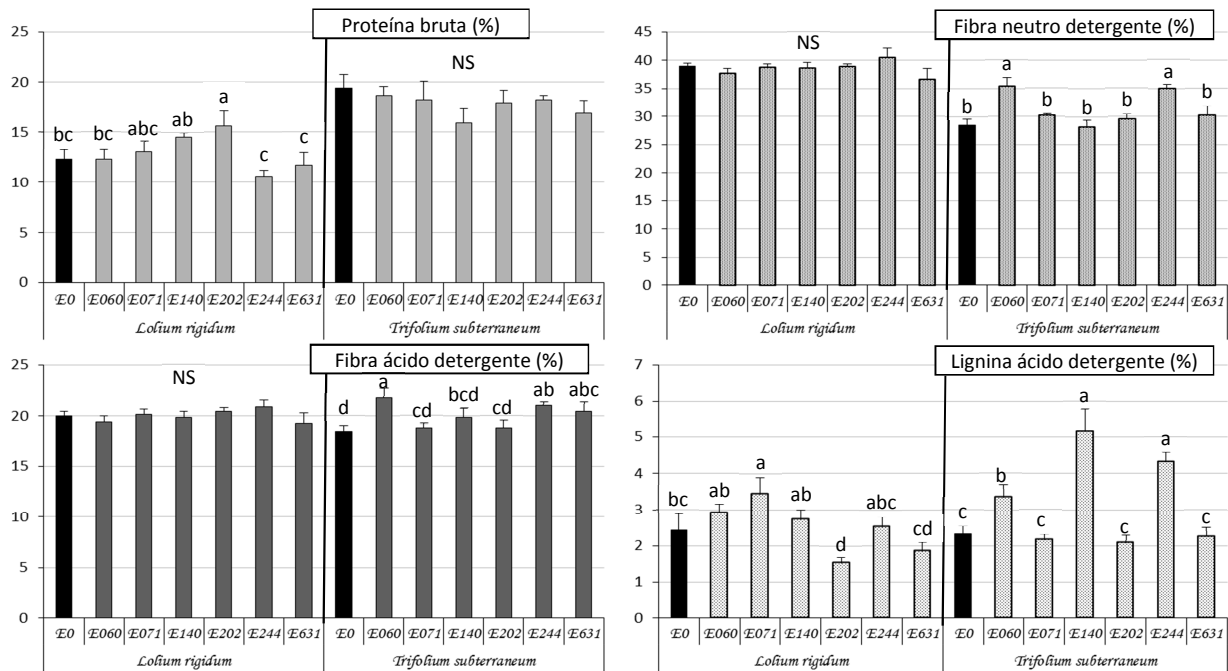 Proteína bruta (%)
25
20
15
10
5
0
NS
bc bc abc ab a c c
E0 E060 E071 E140 E202 E244 E631 E0 E060 E071 E140 E202 E244 E631
Lolium rigidum Trifolium subterraneum
Fibra neutro detergente (%)
45
40
35
30
25
20
15
10
5
0
NS
b a b b b a b
E0 E060 E071 E140 E202 E244 E631 E0 E060 E071 E140 E202 E244 E631
Lolium rigidum Trifolium subterraneum
Fibra ácido detergente (%)
25
20
15
10
5
0
NS
d a cd bcd cd ab abc
E0 E060 E071 E140 E202 E244 E631 E0 E060 E071 E140 E202 E244 E631
Lolium rigidum Trifolium subterraneum
Lignina ácido detergente (%)
7
6
5
4
3
2
1
0
bc ab a ab d abc cd c b c a c a c
E0 E060 E071 E140 E202 E244 E631 E0 E060 E071 E140 E202 E244 E631
Lolium rigidum Trifolium subterraneum